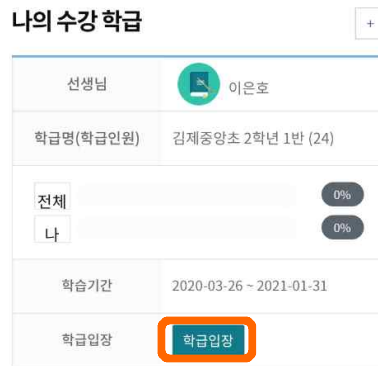 나의 수강 학급
+
선생님 이은호
학급명(학급인원) 김제중앙초 2학년 1반 (24)
전체 0%
나 0%
학습기간 2020-03-26 ~ 2021-01-31
학급입장 학급입장